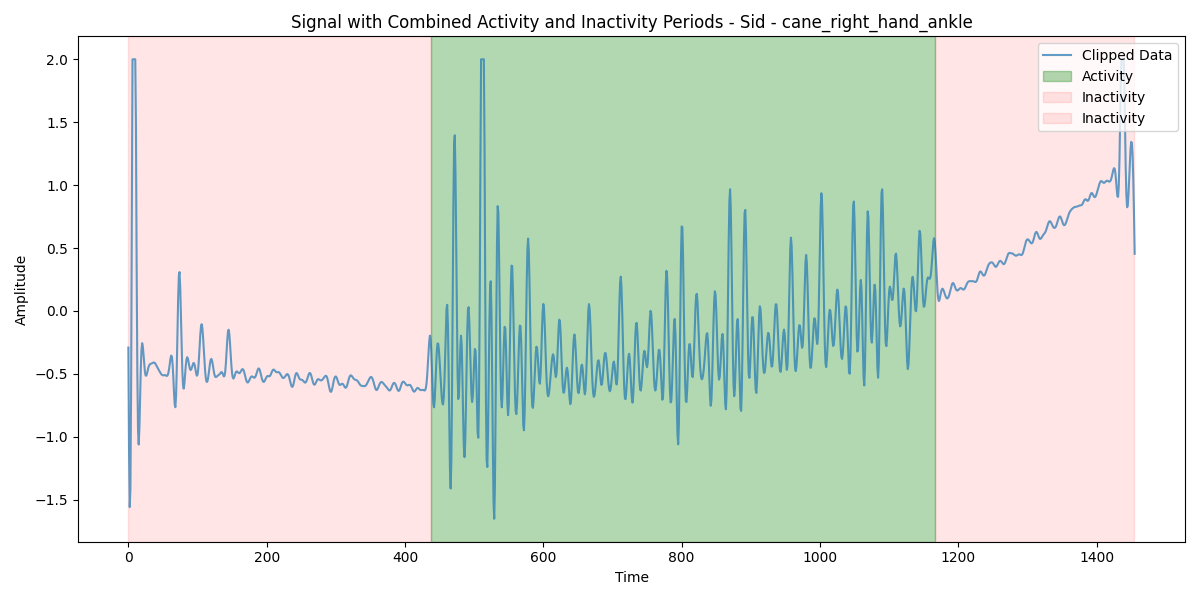 Signal with Combined Activity and Inactivity Periods - Sid - cane_right_hand_ankle
Clipped Data
Activity
Inactivity
Inactivity
Amplitude
2.0
1.5
1.0
0.5
0.0
−0.5
−1.0
−1.5
0 200 400 600 800 1000 1200 1400
Time